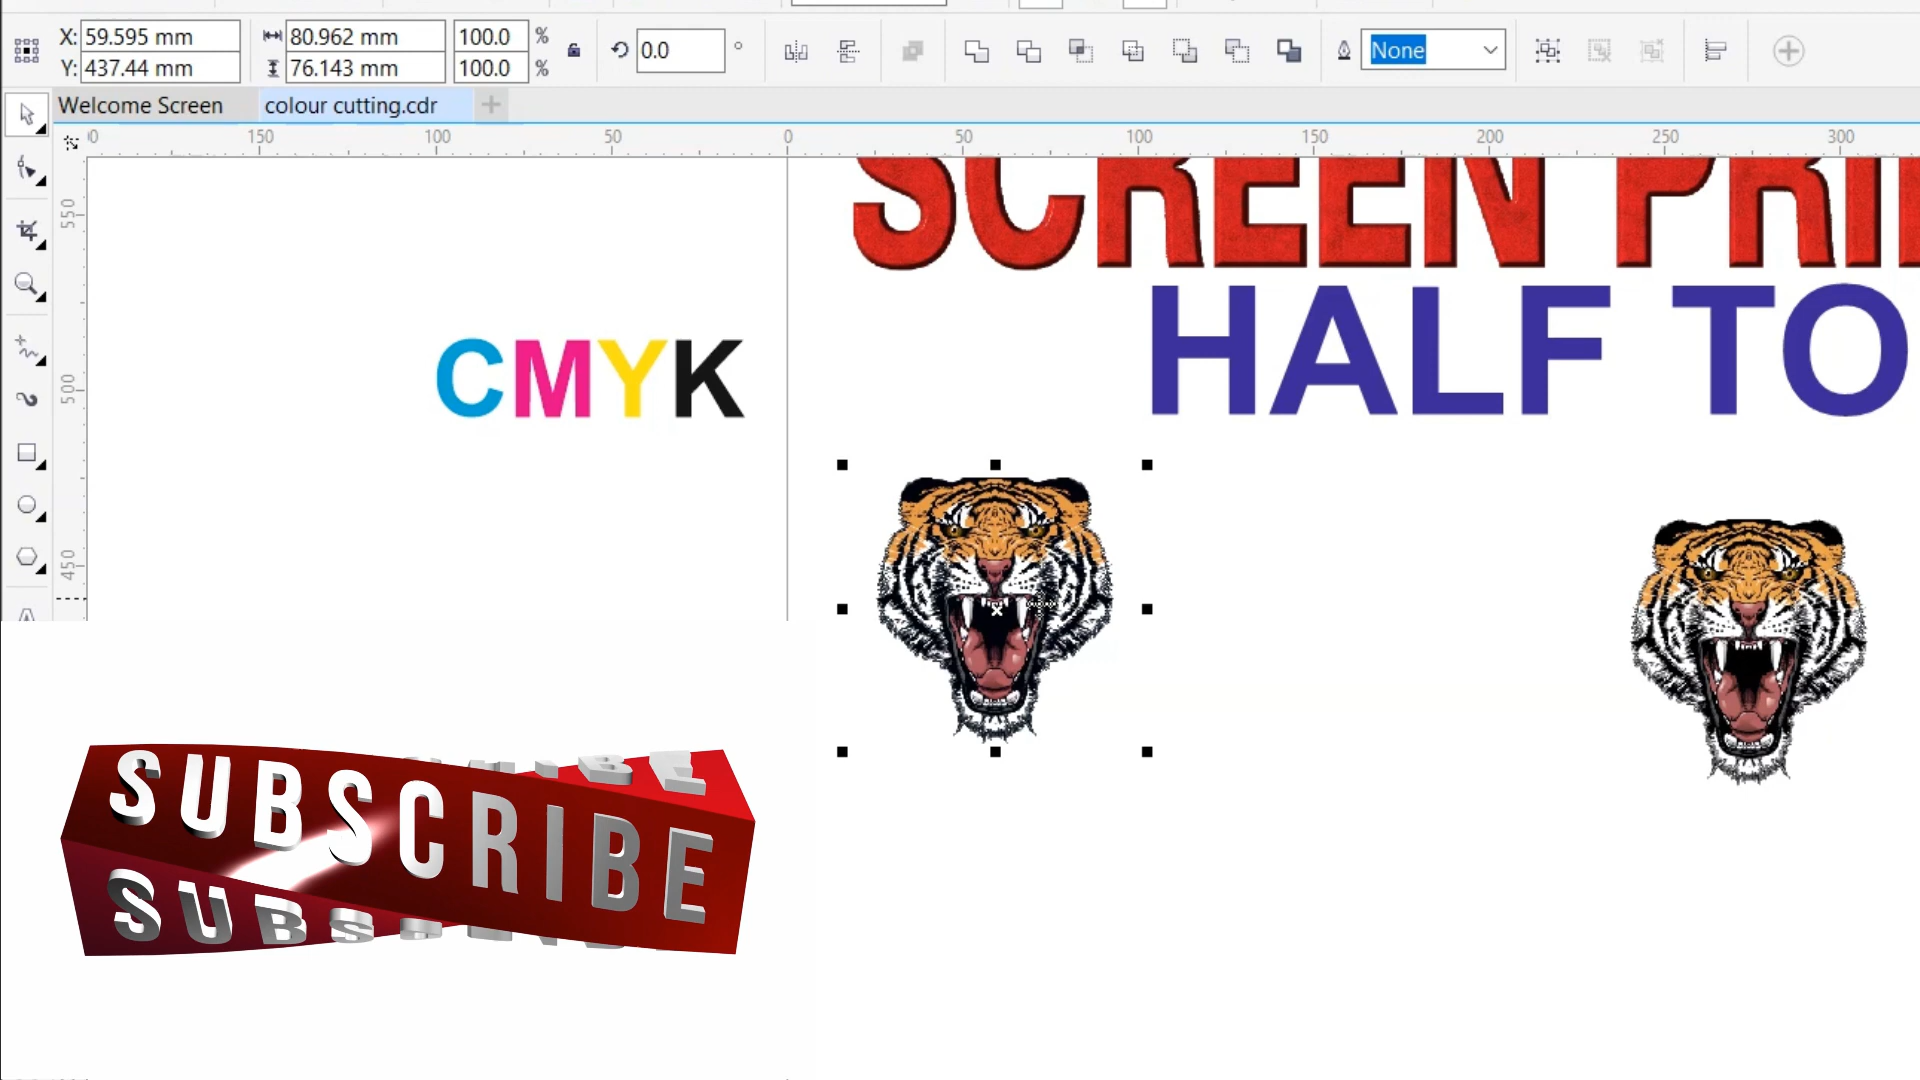 X: 59.595 mm 80.962 mm 100.0 % 0.0 ° None
Y: 437.44 mm 76.143 mm 100.0 %
Welcome Screen colour cutting.cdr
150 100 50 0 50 100 150 200 250 300
550
500
450
SCREEN PRI
HALF TO
CMYK
SUBSCRIBE